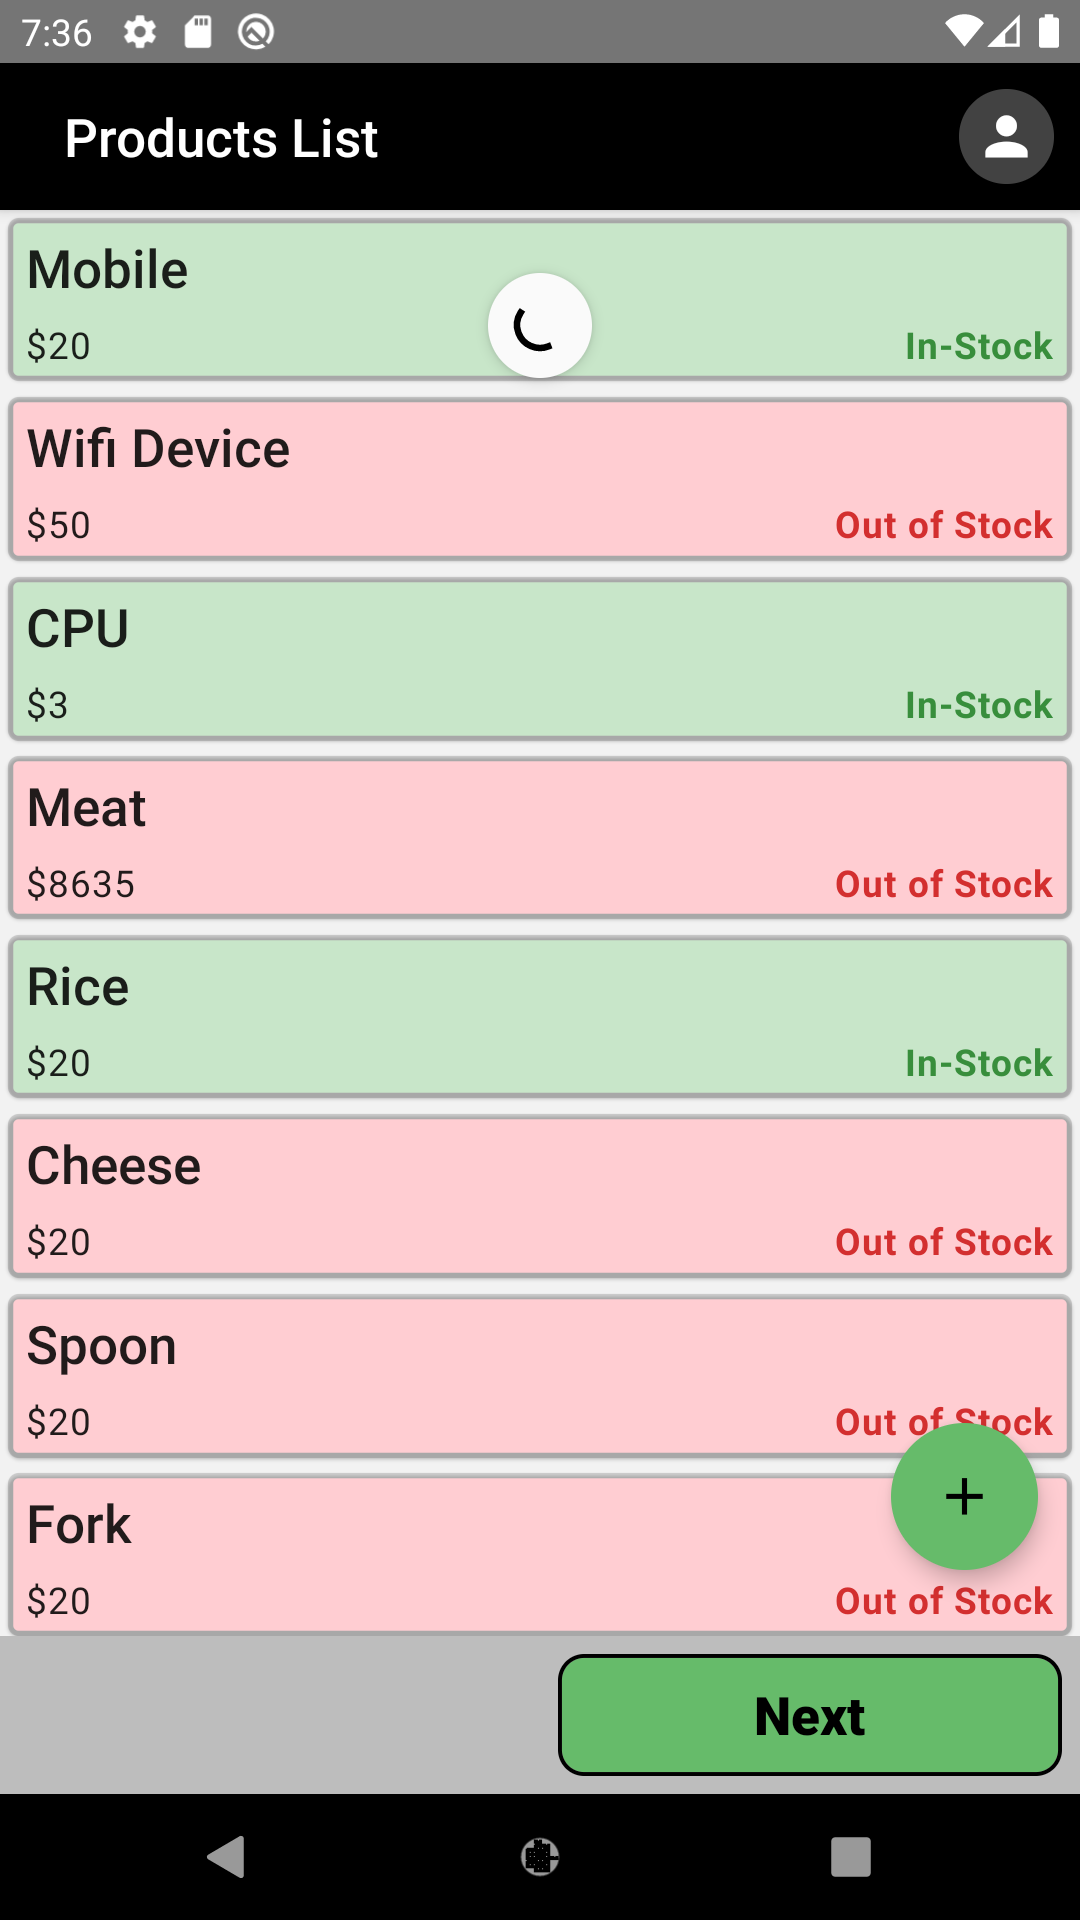 7:36
Products List
Mobile
$20 In-Stock
Wifi Device
$50 Out of Stock
CPU
$3 In-Stock
Meat
$8635 Out of Stock
Rice
$20 In-Stock
Cheese
$20 Out of Stock
Spoon
$20 Out of Stock
Fork
$20 Out of Stock
Next